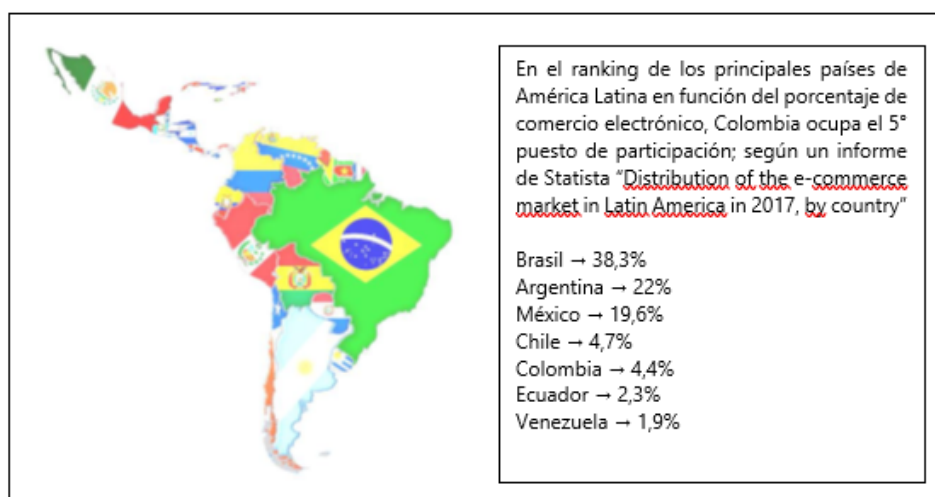 En el ranking de los principales países de
América Latina en función del porcentaje de
comercio electrónico, Colombia ocupa el 5°
puesto de participación; según un informe
de Statista “Distribution of the e-commerce
market in Latin America in 2017, by country”
Brasil → 38,3%
Argentina → 22%
México → 19,6%
Chile → 4,7%
Colombia → 4,4%
Ecuador → 2,3%
Venezuela → 1,9%